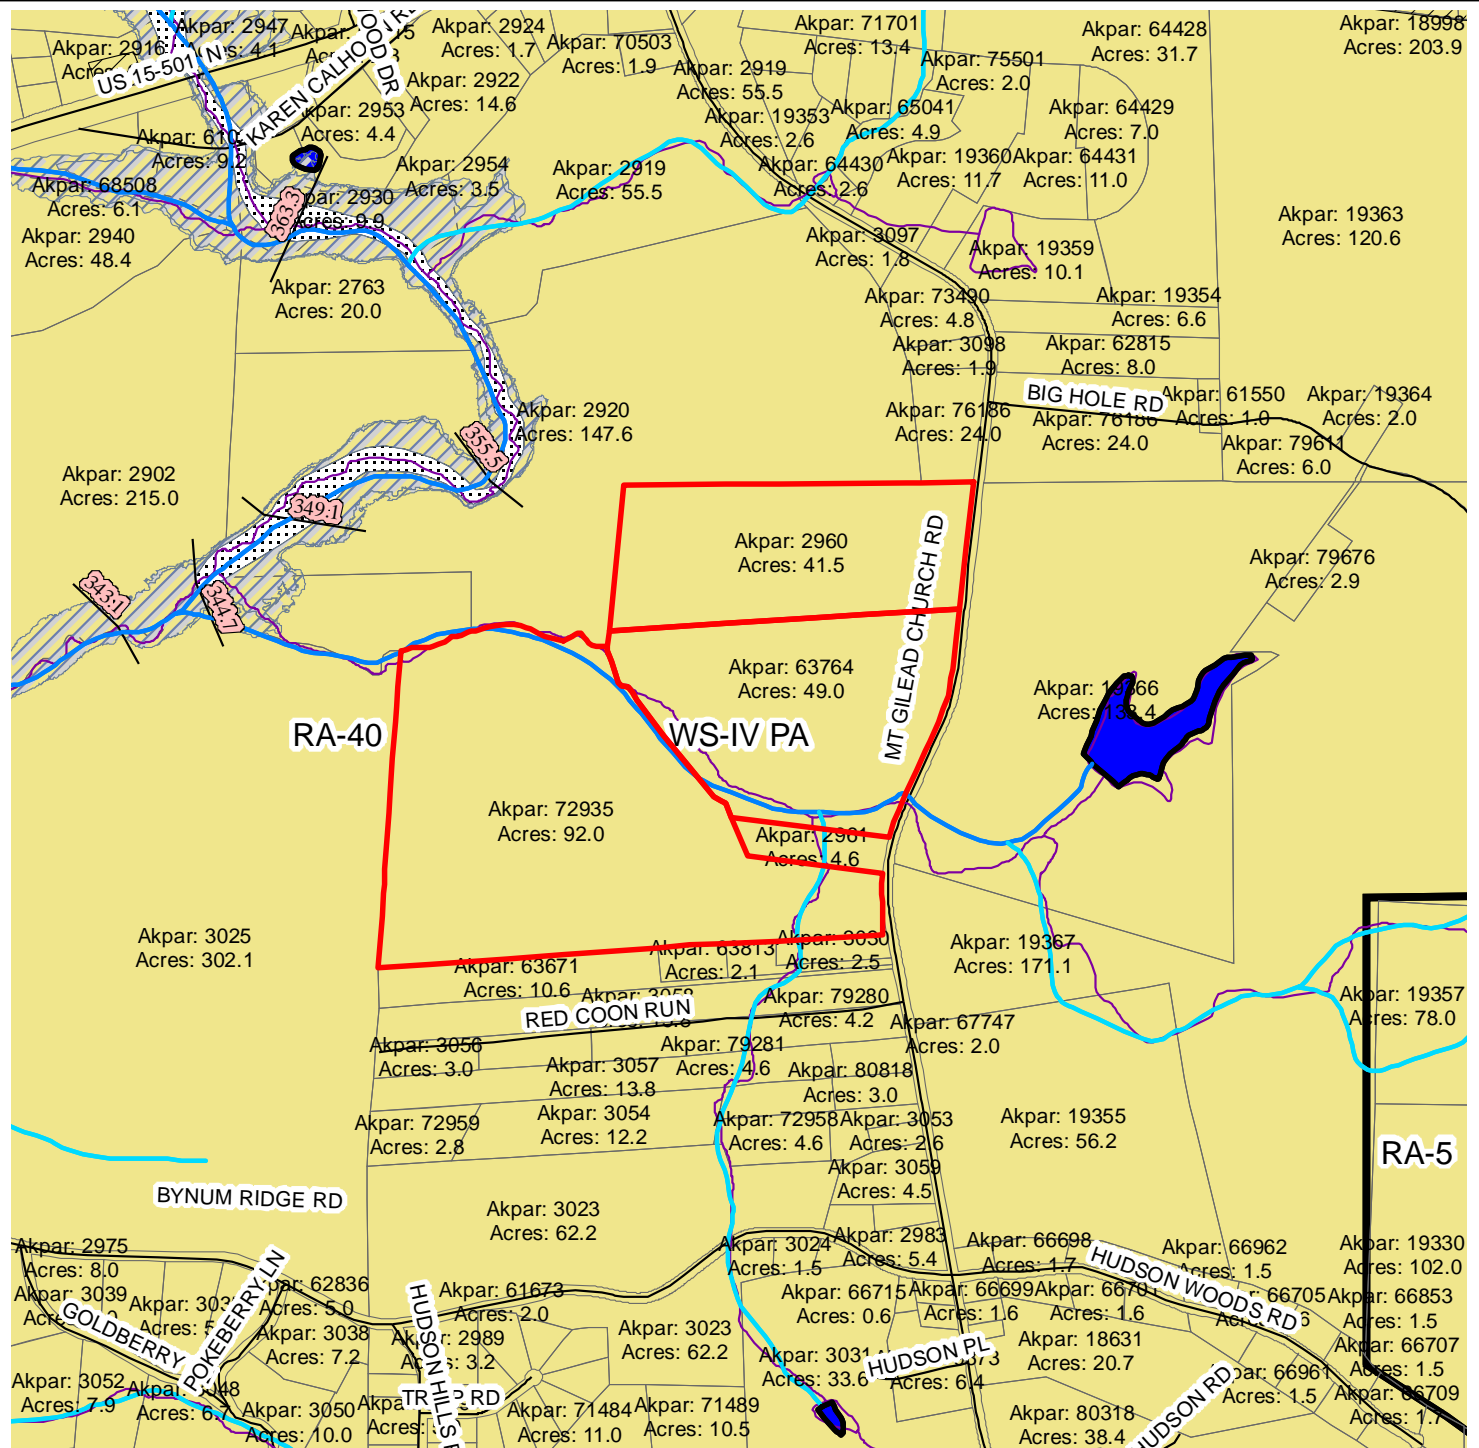 Akpar: 2947
Acres: 4.1
Akpar: 2924
Acres: 1.7
Akpar: 71701
Acres: 13.4
Akpar: 64428
Acres: 31.7
Akpar: 18998
Acres: 203.9
Akpar: 2916
US 15-501 N
KAREN CALHOUN RD
WOOD DR
Akpar: 70503
Acres: 1.9
Akpar: 2922
Acres: 14.6
Akpar: 2919
Acres: 55.5
Akpar: 75501
Acres: 2.0
Akpar: 2953
Acres: 4.4
Akpar: 19353
Acres: 2.6
Akpar: 65041
Acres: 4.9
Akpar: 64429
Acres: 7.0
Acres: 9.2
Akpar: 2954
Acres: 3.5
Akpar: 2919
Acres: 55.5
Akpar: 64430
Acres: 2.6
Akpar: 19360
Acres: 11.7
Akpar: 64431
Acres: 11.0
Akpar: 68508
Acres: 6.1
Akpar: 2930
Acres: 9.9
363.5
Akpar: 2940
Acres: 48.4
Akpar: 3097
Acres: 1.8
Akpar: 19359
Acres: 10.1
Akpar: 19363
Acres: 120.6
Akpar: 2763
Acres: 20.0
Akpar: 73490
Acres: 4.8
Akpar: 19354
Acres: 6.6
Akpar: 3098
Acres: 1.9
Akpar: 62815
Acres: 8.0
BIG HOLE RD
Akpar: 2920
Acres: 147.6
Akpar: 76186
Acres: 24.0
Akpar: 76186
Acres: 24.0
Akpar: 61550
Acres: 1.0
Akpar: 19364
Acres: 2.0
Akpar: 79611
Acres: 6.0
355.5
Akpar: 2902
Acres: 215.0
349.1
Akpar: 2960
Acres: 41.5
MT GILEAD CHURCH RD
Akpar: 79676
Acres: 2.9
343.1
344.7
Akpar: 63764
Acres: 49.0
Akpar: 19366
Acres: 138.4
RA-40
WS-IV PA
Akpar: 72935
Acres: 92.0
Akpar: 2961
Acres: 4.6
Akpar: 3025
Acres: 302.1
Akpar: 63671
Acres: 10.6
Akpar: 63813
Acres: 2.1
Akpar: 3030
Acres: 2.5
Akpar: 19367
Acres: 171.1
Akpar: 3058
RED COON RUN
Akpar: 79280
Acres: 4.2
Akpar: 67747
Acres: 2.0
Akpar: 19357
Acres: 78.0
Akpar: 3056
Acres: 3.0
Akpar: 3057
Acres: 13.8
Akpar: 79281
Acres: 4.6
Akpar: 80818
Acres: 3.0
Akpar: 72959
Acres: 2.8
Akpar: 3054
Acres: 12.2
Akpar: 72958
Acres: 4.6
Akpar: 3053
Acres: 2.6
Akpar: 19355
Acres: 56.2
RA-5
Akpar: 3059
Acres: 4.5
BYNUM RIDGE RD
Akpar: 3023
Acres: 62.2
Akpar: 2975
Acres: 8.0
Akpar: 3024
Acres: 1.5
Akpar: 2983
Acres: 5.4
Akpar: 66698
Acres: 1.7
Akpar: 66962
Acres: 1.5
Akpar: 19330
Acres: 102.0
HUDSON WOODS RD
Akpar: 3039
GOLDBERRY
POKEBERRY LN
Akpar: 62836
Acres: 5.0
HUDSON HILLS
Akpar: 61673
Acres: 2.0
Akpar: 66715
Acres: 0.6
Akpar: 66699
Acres: 1.6
Acres: 1.6
66705
Akpar: 66853
Acres: 1.5
Akpar: 3038
Acres: 7.2
Akpar: 2989
Acres: 3.2
Akpar: 3023
Acres: 62.2
Akpar: 3031
Acres: 33.6
HUDSON PL
Acres: 6.4
Akpar: 18631
Acres: 20.7
Akpar: 66707
Acres: 1.5
Akpar: 3052
Acres: 7.9
Acres: 6.7
Akpar: 3050
Acres: 10.0
Akpar: 71484
Acres: 11.0
Akpar: 71489
Acres: 10.5
Akpar: 80318
Acres: 38.4
HUDSON RD
Akpar: 66961
Acres: 1.5
Akpar: 66709
Acres: 1.7